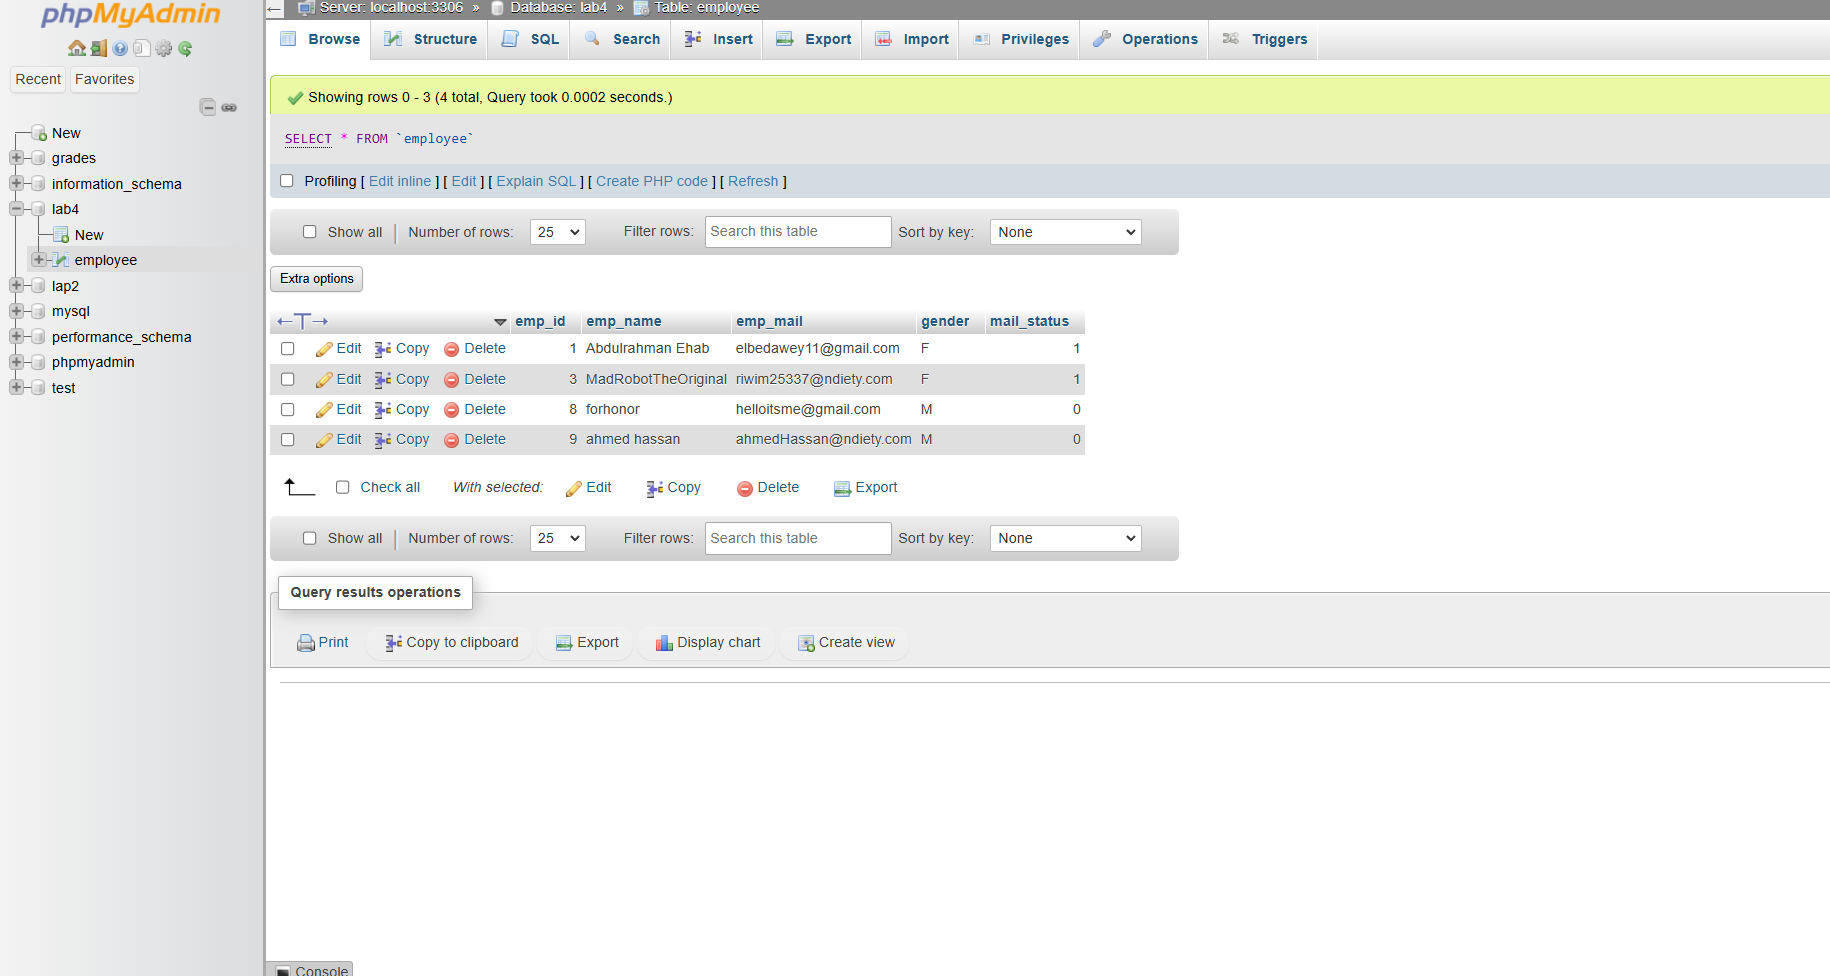 phpMyAdmin
Recent Favorites
New
grades
information_schema
lab4
New
employee
lap2
mysql
performance_schema
phpmyadmin
test
Server: localhost:3306 » Database: lab4 » Table: employee
Browse Structure SQL Search Insert Export Import Privileges Operations Triggers
Showing rows 0 - 3 (4 total, Query took 0.0002 seconds.)
SELECT * FROM `employee`
Profiling [ Edit inline ] [ Edit ] [ Explain SQL ] [ Create PHP code ] [ Refresh ]
Show all Number of rows: 25 Filter rows: Search this table Sort by key: None
Extra options
←T→ emp_id emp_name emp_mail gender mail_status
Edit Copy Delete 1 Abdulrahman Ehab elbedawey11@gmail.com F 1
Edit Copy Delete 3 MadRobotTheOriginal riwim25337@ndiety.com F 1
Edit Copy Delete 8 forhonor helloitsme@gmail.com M 0
Edit Copy Delete 9 ahmed hassan ahmedHassan@ndiety.com M 0
Check all With selected: Edit Copy Delete Export
Show all Number of rows: 25 Filter rows: Search this table Sort by key: None
Query results operations
Print Copy to clipboard Export Display chart Create view
Console